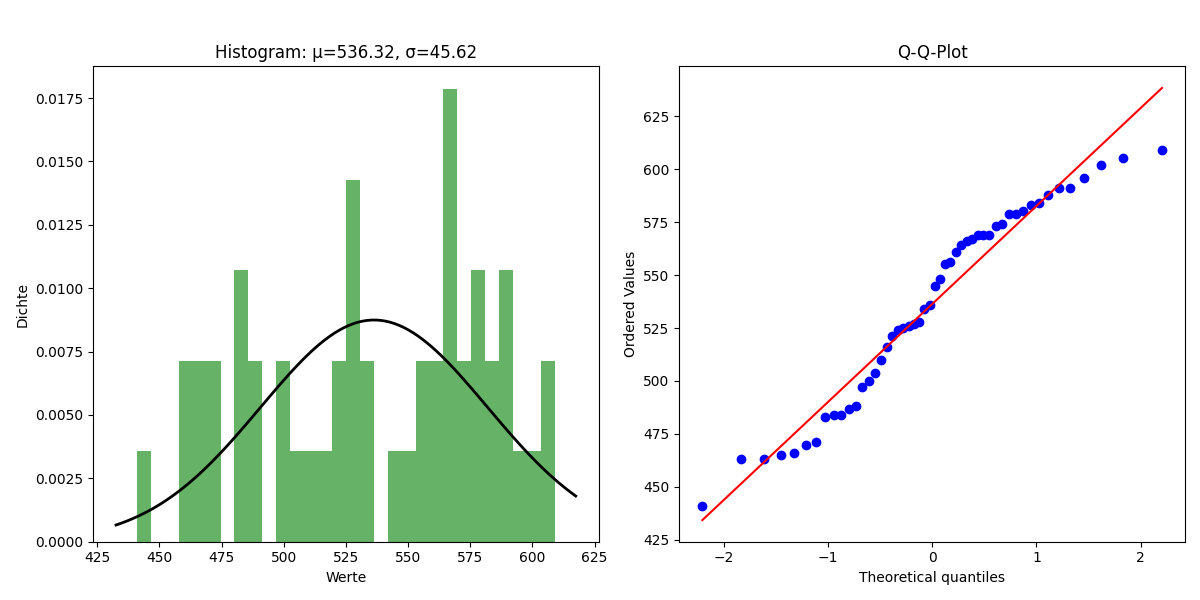 Histogram: μ=536.32, σ=45.62
Dichte
0.0175
0.0150
0.0125
0.0100
0.0075
0.0050
0.0025
0.0000
425 450 475 500 525 550 575 600 625
Werte
Q-Q-Plot
Ordered Values
625
600
575
550
525
500
475
450
425
−2 −1 0 1 2
Theoretical quantiles